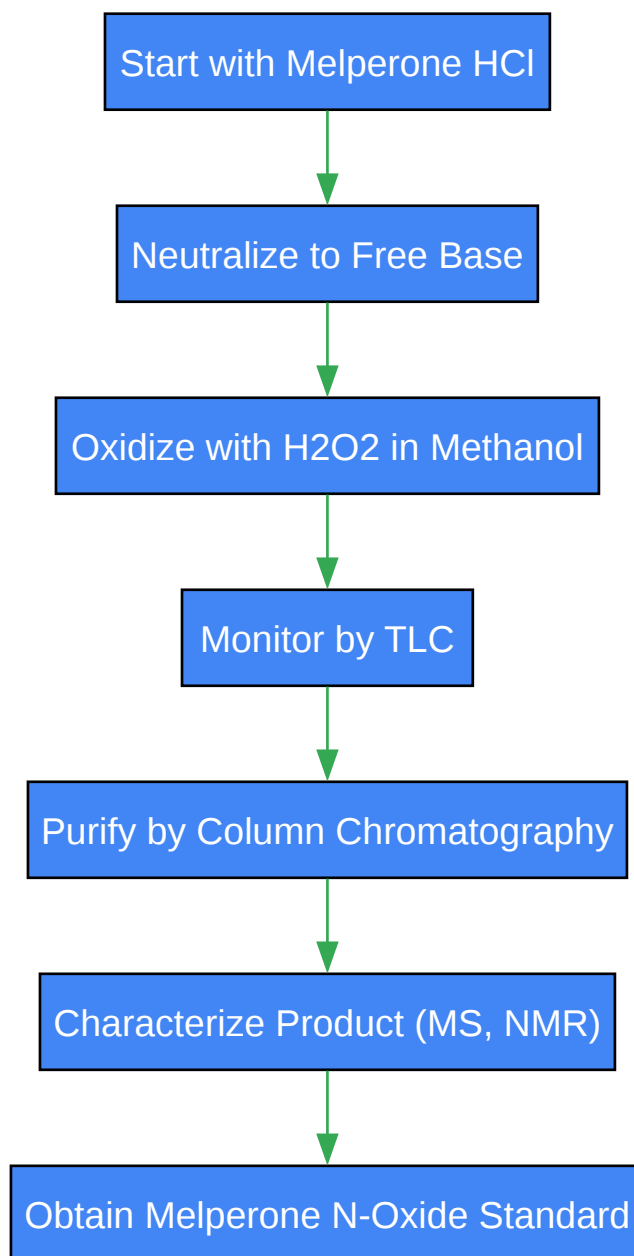 Start with Melperone HCl
Neutralize to Free Base
Oxidize with H2O2 in Methanol
Monitor by TLC
Purify by Column Chromatography
Characterize Product (MS, NMR)
Obtain Melperone N-Oxide Standard